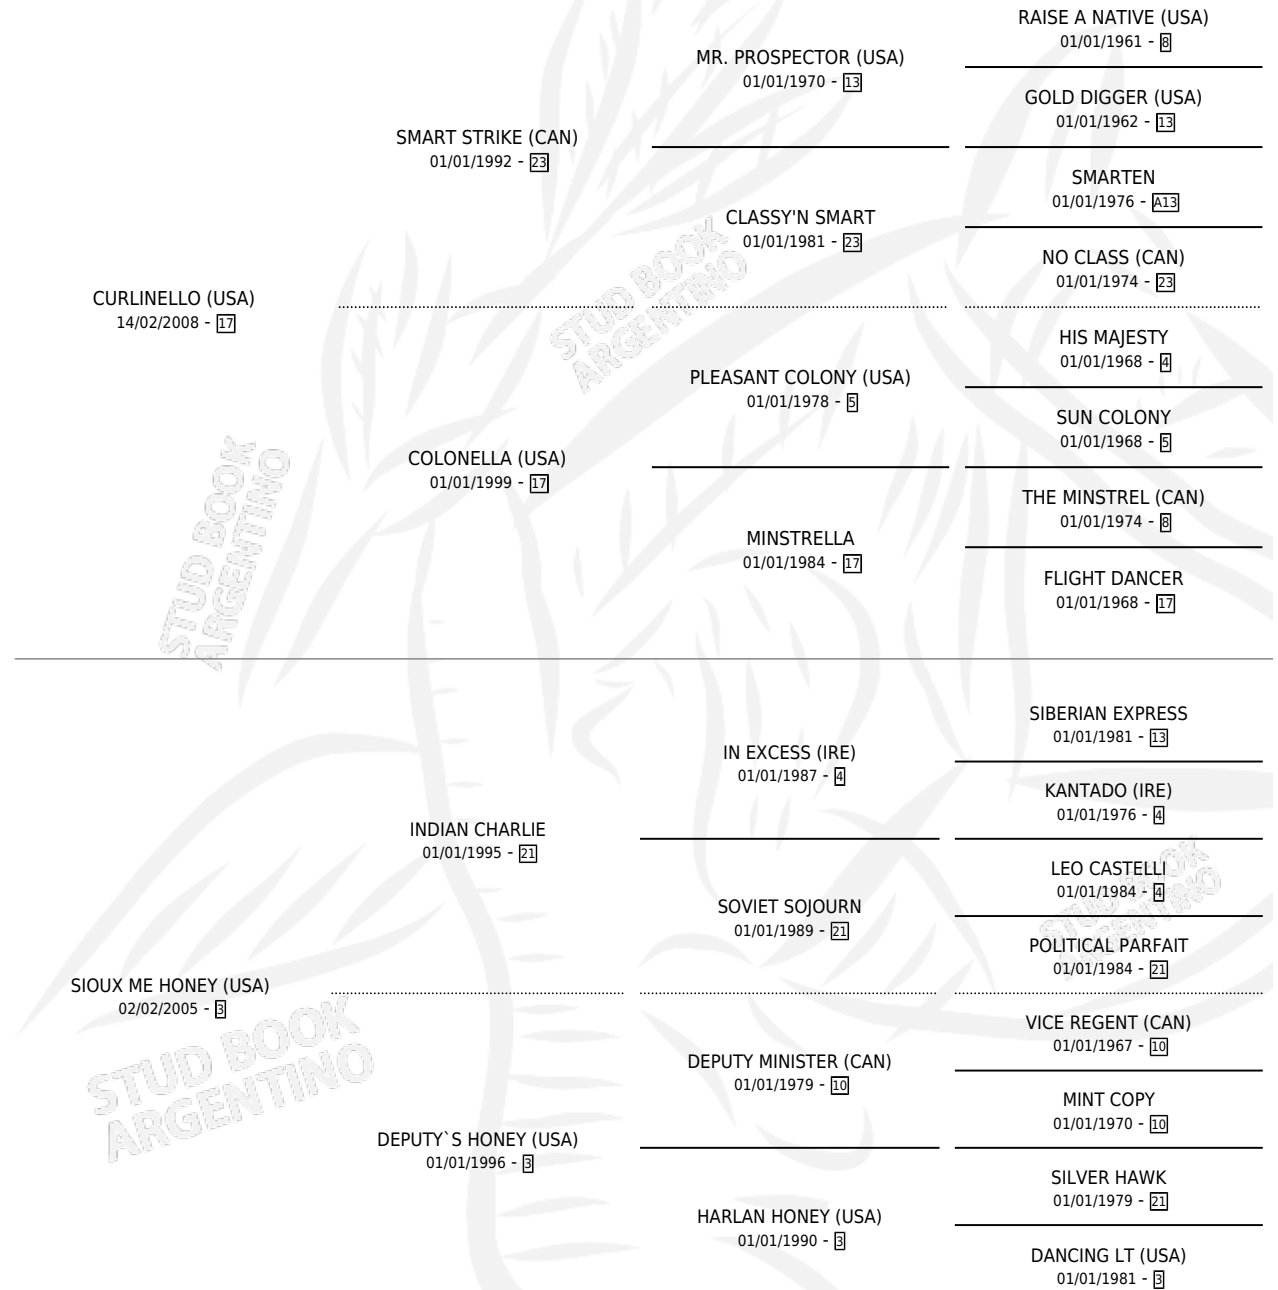 RAISE A NATIVE (USA)
01/01/1961 - 8
MR. PROSPECTOR (USA)
01/01/1970 - 13
GOLD DIGGER (USA)
01/01/1962 - 13
SMART STRIKE (CAN)
01/01/1992 - 23
SMARTEN
01/01/1976 - A13
CLASSY'N SMART
01/01/1981 - 23
NO CLASS (CAN)
01/01/1974 - 23
CURLINELLO (USA)
14/02/2008 - 17
HIS MAJESTY
01/01/1968 - 4
PLEASANT COLONY (USA)
01/01/1978 - 5
SUN COLONY
01/01/1968 - 5
COLONELLA (USA)
01/01/1999 - 17
THE MINSTREL (CAN)
01/01/1974 - 8
MINSTRELLA
01/01/1984 - 17
FLIGHT DANCER
01/01/1968 - 17
SIBERIAN EXPRESS
01/01/1981 - 13
IN EXCESS (IRE)
01/01/1987 - 4
KANTADO (IRE)
01/01/1976 - 4
INDIAN CHARLIE
01/01/1995 - 21
LEO CASTELLI
01/01/1984 - 4
SOVIET SOJOURN
01/01/1989 - 21
POLITICAL PARFAIT
01/01/1984 - 21
SIOUX ME HONEY (USA)
02/02/2005 - 3
VICE REGENT (CAN)
01/01/1967 - 10
DEPUTY MINISTER (CAN)
01/01/1979 - 10
MINT COPY
01/01/1970 - 10
DEPUTY`S HONEY (USA)
01/01/1996 - 3
SILVER HAWK
01/01/1979 - 21
HARLAN HONEY (USA)
01/01/1990 - 3
DANCING LT (USA)
01/01/1981 - 3
STUD BOOK
ARGENTINO
STUD BOOK
ARGENTINO
STUD BOOK
ARGENTINO
STUD BOOK
ARGENTINO